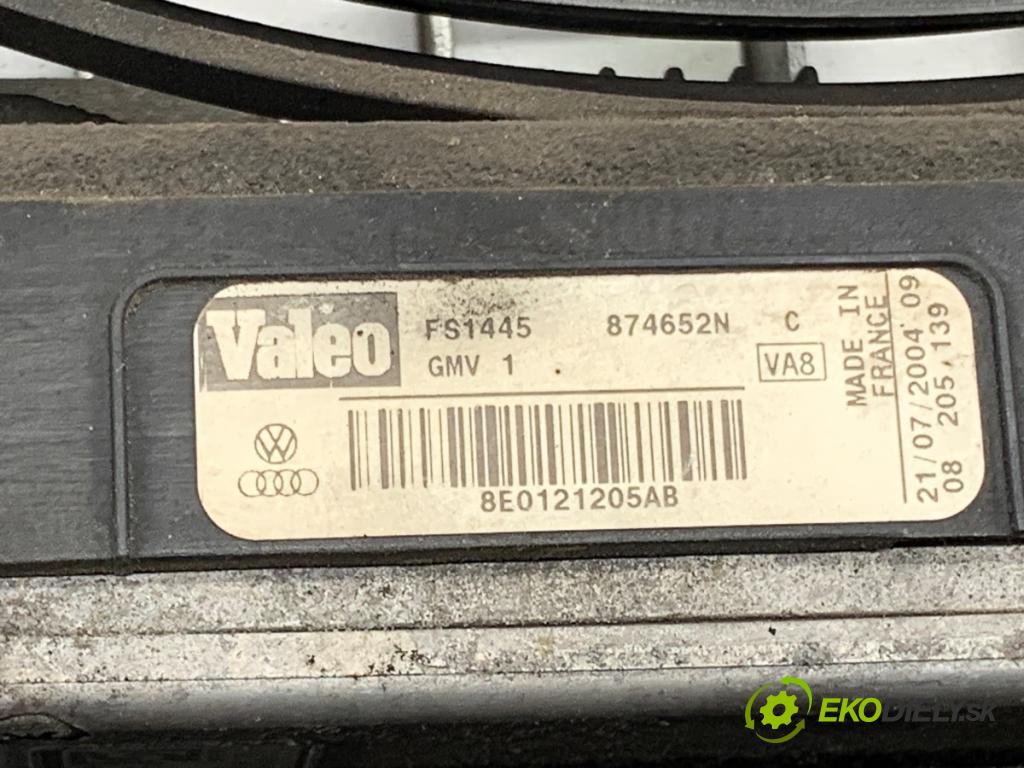 Valeo
FS1445 874652N C
GMV 1 VA8
8E0121205AB
MADE IN
FRANCE
21/07/2004 09
08 205,139
EKODIELY.SK